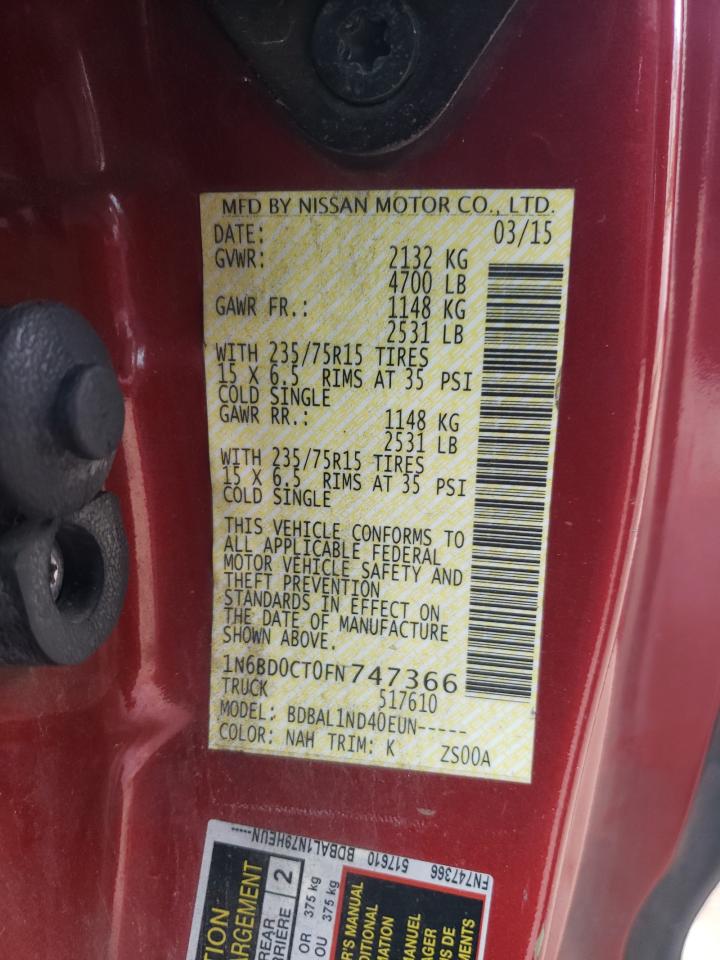 MFD BY NISSAN MOTOR CO., LTD.
DATE: 03/15
GVWR: 2132 KG
4700 LB
GAWR FR.: 1148 KG
2531 LB
WITH 235/75R15 TIRES
15 X 6.5 RIMS AT 35 PSI
COLD SINGLE
GAWR RR.: 1148 KG
2531 LB
WITH 235/75R15 TIRES
15 X 6.5 RIMS AT 35 PSI
COLD SINGLE
THIS VEHICLE CONFORMS TO
ALL APPLICABLE FEDERAL
MOTOR VEHICLE SAFETY AND
THEFT PREVENTION
STANDARDS IN EFFECT ON
THE DATE OF MANUFACTURE
SHOWN ABOVE.
1N6BD0CT0FN747366
TRUCK 517610
MODEL: BDBAL1ND40EUN-----
COLOR: NAH TRIM: K ZS00A
FN747366 517610 BDBAL1N79HEUN-----
ARGEMENT
REAR 2
OR 375 kg
OU 375 kg